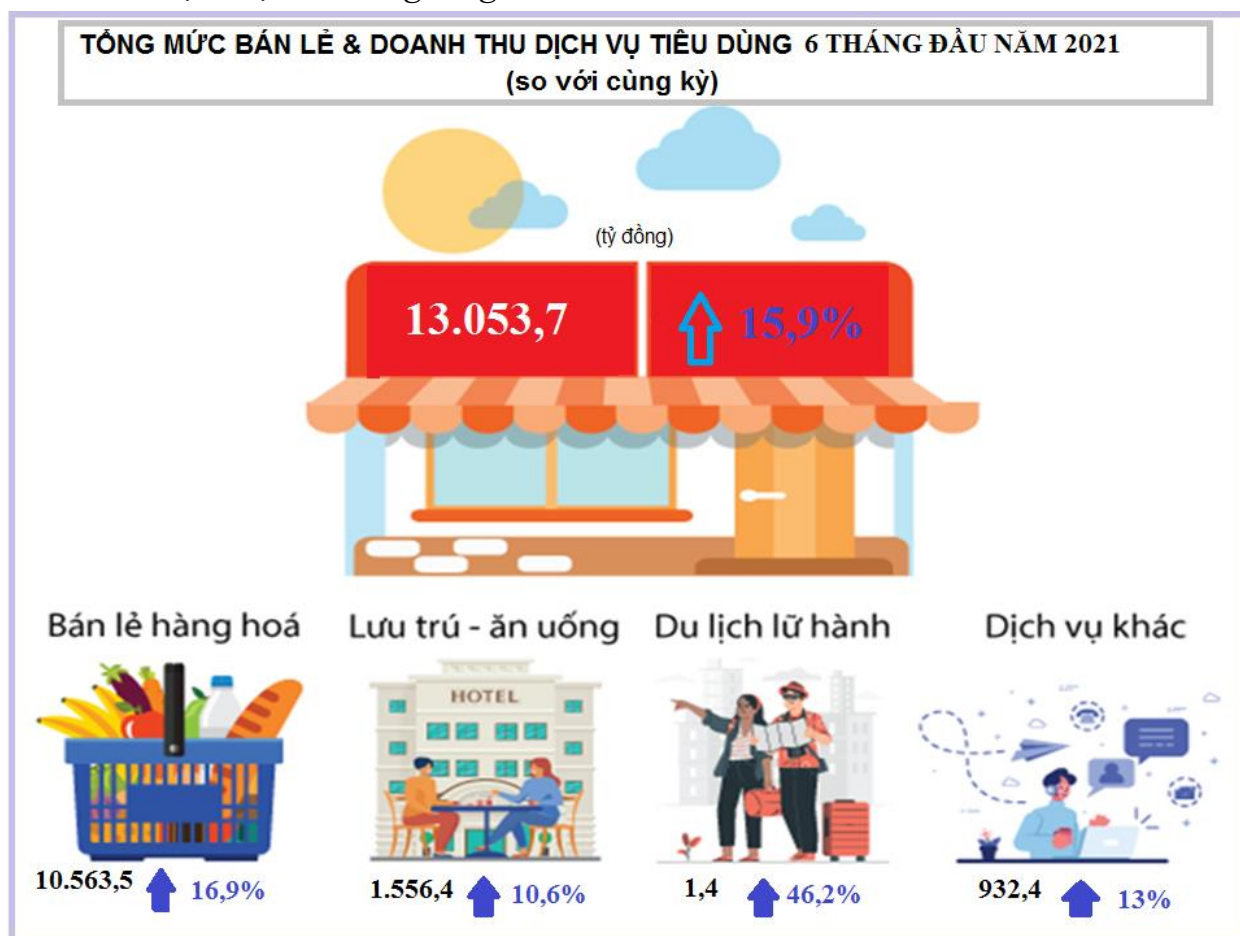 TỔNG MỨC BÁN LẺ & DOANH THU DỊCH VỤ TIÊU DÙNG 6 THÁNG ĐẦU NĂM 2021
(so với cùng kỳ)
(tỷ đồng)
13.053,7 15,9%
Bán lẻ hàng hoá Lưu trú - ăn uống Du lịch lữ hành Dịch vụ khác
HOTEL
10.563,5 16,9% 1.556,4 10,6% 1,4 46,2% 932,4 13%